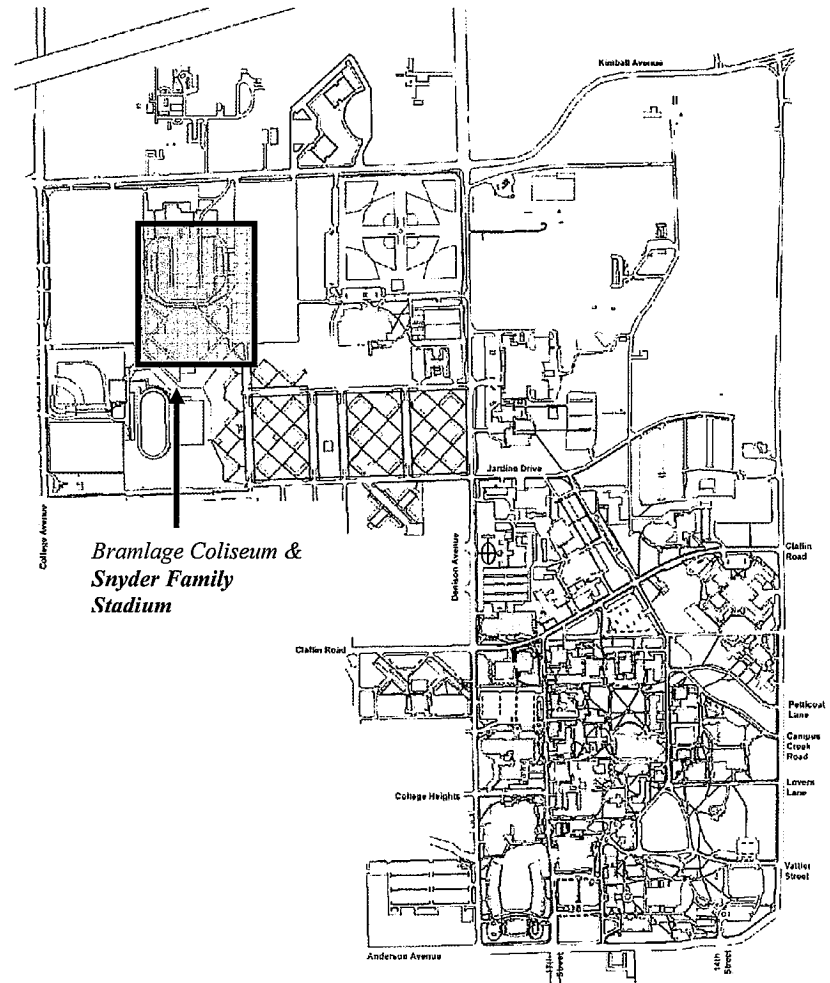 Kimball Avenue
Jardine Drive
College Avenue
Bramlage Coliseum &
Snyder Family
Stadium
Denison Avenue
Claflin
Road
Claflin Road
Petticoat
Lane
Campus
Creek
Road
Lovers
Lane
College Heights
Vattier
Street
Anderson Avenue
17th
Street
14th
Street